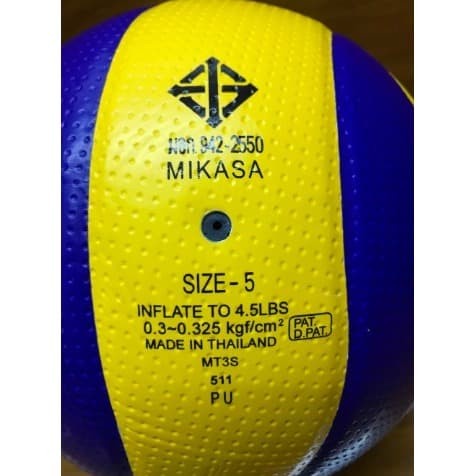 มอก. 942-2550
MIKASA
SIZE - 5
INFLATE TO 4.5LBS
0.3~0.325 kgf/cm²
PAT.
D.PAT.
MADE IN THAILAND
MT3S
511
PU